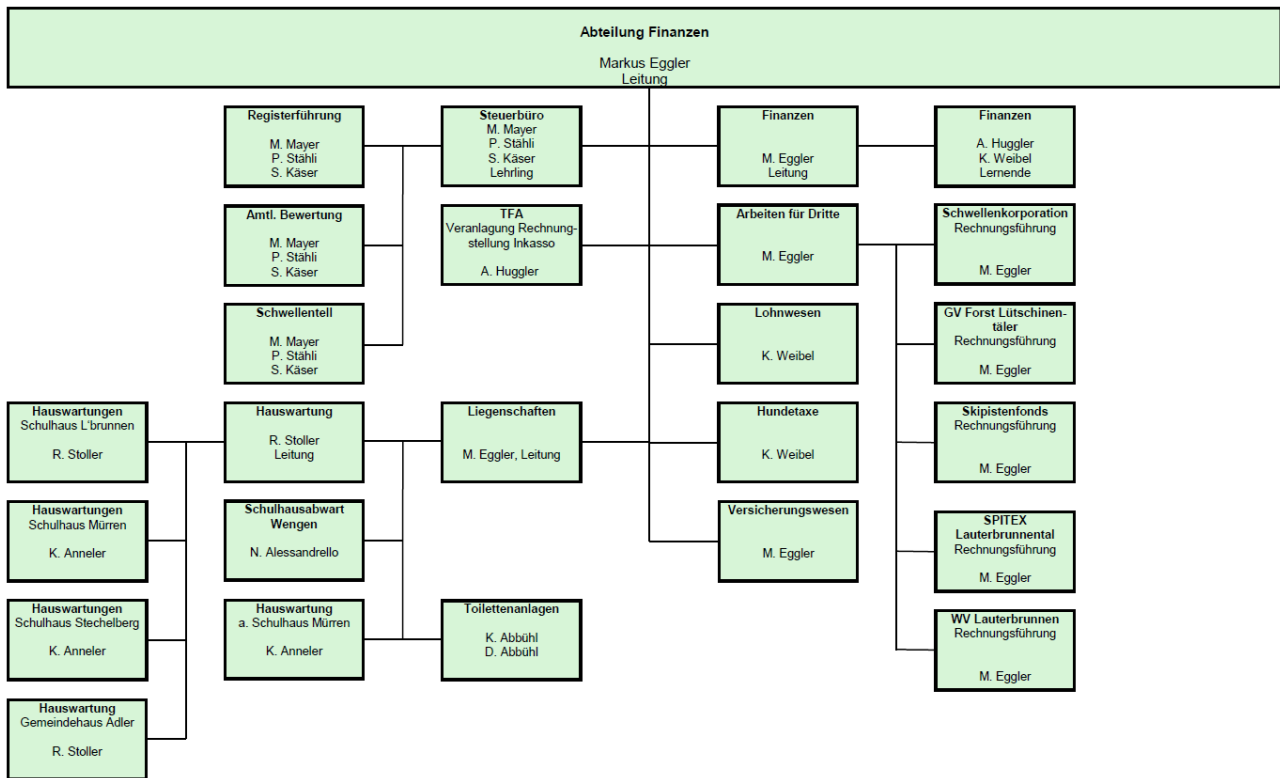 Abteilung Finanzen
Markus Eggler
Leitung
Registerführung
M. Mayer
P. Stähli
S. Käser
Steuerbüro
M. Mayer
P. Stähli
S. Käser
Lehrling
Finanzen
M. Eggler
Leitung
Finanzen
A. Huggler
K. Weibel
Lernende
Amtl. Bewertung
M. Mayer
P. Stähli
S. Käser
TFA
Veranlagung Rechnung-
stellung Inkasso
A. Huggler
Arbeiten für Dritte
M. Eggler
Schwellenkorporation
Rechnungsführung
M. Eggler
Schwellentell
M. Mayer
P. Stähli
S. Käser
Lohnwesen
K. Weibel
GV Forst Lütschinen-
täler
Rechnungsführung
M. Eggler
Hauswartungen
Schulhaus L'brunnen
R. Stoller
Hauswartung
R. Stoller
Leitung
Liegenschaften
M. Eggler, Leitung
Hundetaxe
K. Weibel
Skipistenfonds
Rechnungsführung
M. Eggler
Hauswartungen
Schulhaus Mürren
K. Anneler
Schulhausabwart
Wengen
N. Alessandrello
Versicherungswesen
M. Eggler
SPITEX
Lauterbrunnental
Rechnungsführung
M. Eggler
Hauswartungen
Schulhaus Stechelberg
K. Anneler
Hauswartung
a. Schulhaus Mürren
K. Anneler
Toilettenanlagen
K. Abbühl
D. Abbühl
WV Lauterbrunnen
Rechnungsführung
M. Eggler
Hauswartung
Gemeindehaus Adler
R. Stoller